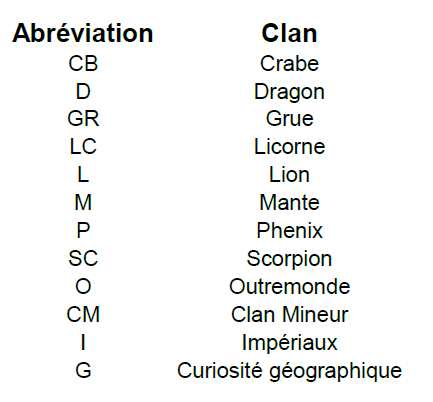 Abréviation Clan
CB Crabe
D Dragon
GR Grue
LC Licorne
L Lion
M Mante
P Phenix
SC Scorpion
O Outremonde
CM Clan Mineur
I Impériaux
G Curiosité géographique